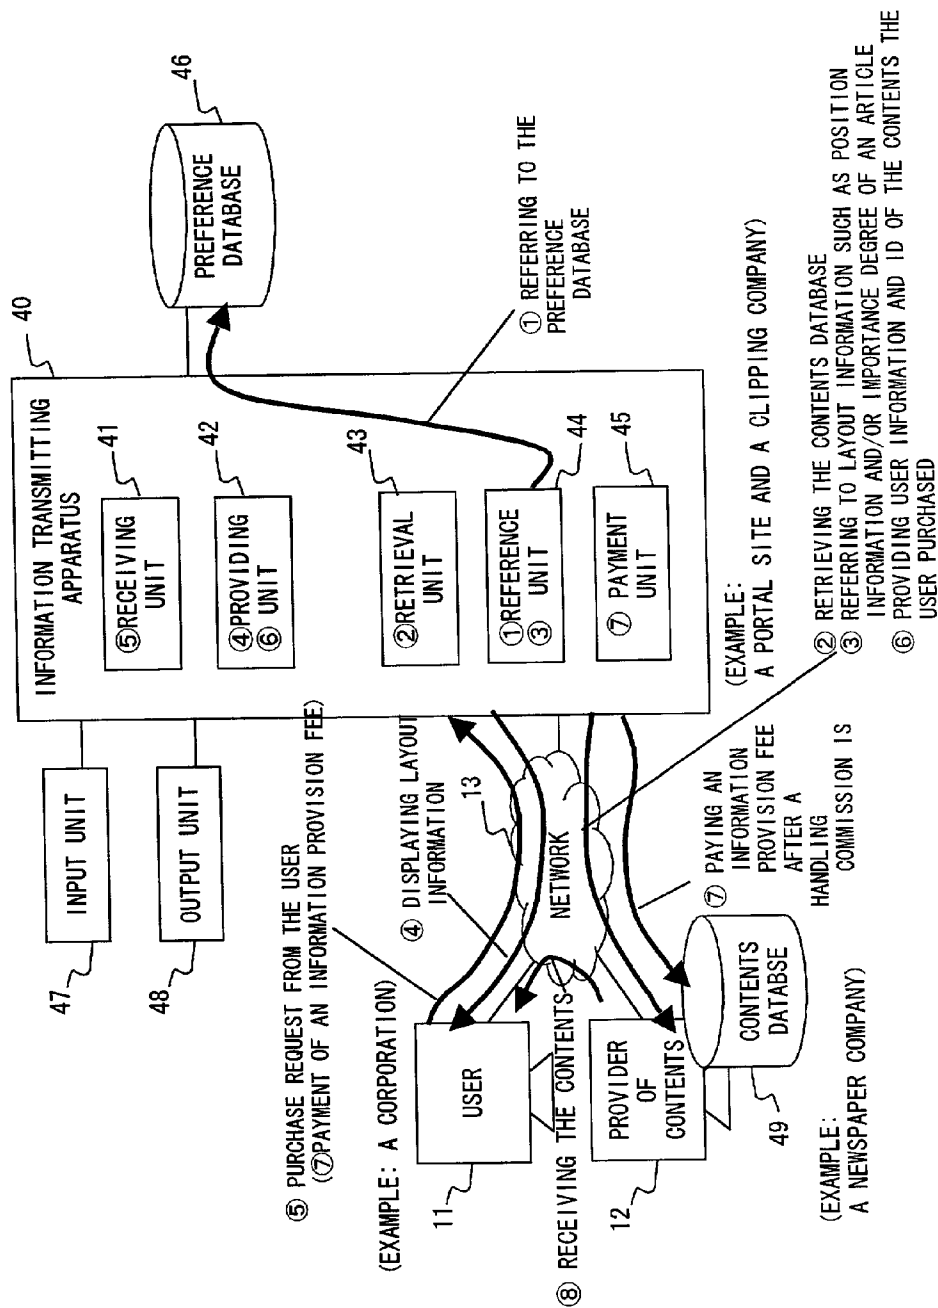 47
INPUT UNIT
48
OUTPUT UNIT
INFORMATION TRANSMITTING
APPARATUS
40
⑤RECEIVING
UNIT
41
④PROVIDING
⑥ UNIT
42
②RETRIEVAL
UNIT
43
①REFERENCE
③ UNIT
44
⑦ PAYMENT
UNIT
45
PREFERENCE
DATABASE
46
① REFERRING TO THE
PREFERENCE
DATABASE
(EXAMPLE:
A PORTAL SITE AND A CLIPPING COMPANY)
⑤ PURCHASE REQUEST FROM THE USER
(⑦PAYMENT OF AN INFORMATION PROVISION FEE)
(EXAMPLE: A CORPORATION)
④ DISPLAYING LAYOUT
INFORMATION
13
11
USER
NETWORK
⑧ RECEIVING THE CONTENTS
12
PROVIDER
OF
CONTENTS
CONTENTS
DATABSE
49
(EXAMPLE:
A NEWSPAPER COMPANY)
⑦ PAYING AN
INFORMATION
PROVISION FEE
AFTER A
HANDLING
COMMISSION IS
② RETRIEVING THE CONTENTS DATABASE
③ REFERRING TO LAYOUT INFORMATION SUCH AS POSITION
INFORMATION AND/OR IMPORTANCE DEGREE OF AN ARTICLE
⑥ PROVIDING USER INFORMATION AND ID OF THE CONTENTS THE
USER PURCHASED